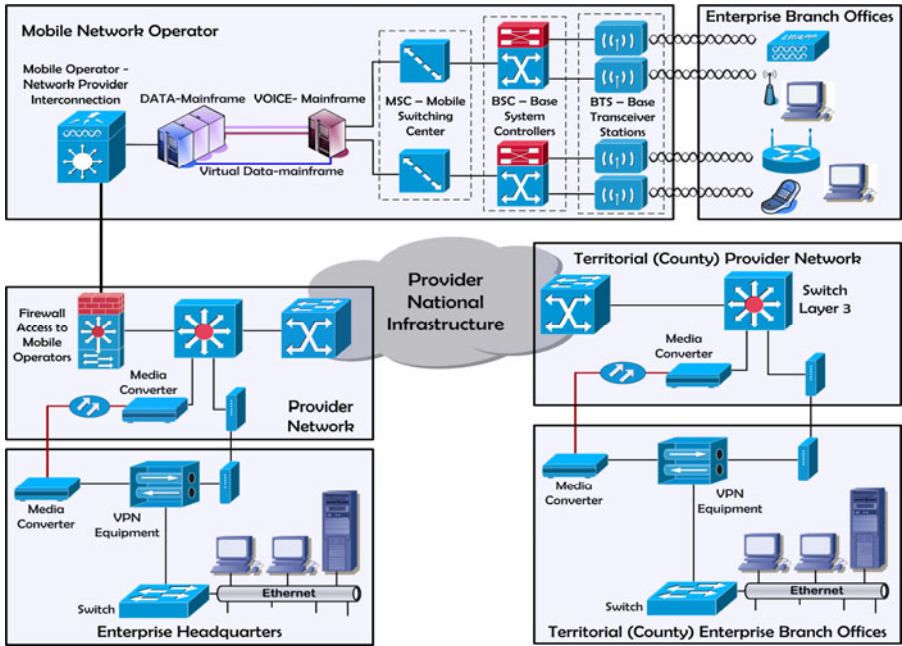 Mobile Network Operator
Mobile Operator -
Network Provider
Interconnection
DATA-Mainframe
VOICE- Mainframe
Virtual Data-mainframe
MSC – Mobile
Switching
Center
BSC – Base
System
Controllers
BTS – Base
Transceiver
Stations
Enterprise Branch Offices
LWAPP
Provider
National
Infrastructure
Firewall
Access to
Mobile
Operators
Media
Converter
Provider
Network
Media
Converter
VPN
Equipment
Switch
Ethernet
Enterprise Headquarters
Territorial (County) Provider Network
Switch
Layer 3
Media
Converter
Media
Converter
VPN
Equipment
Switch
Ethernet
Territorial (County) Enterprise Branch Offices